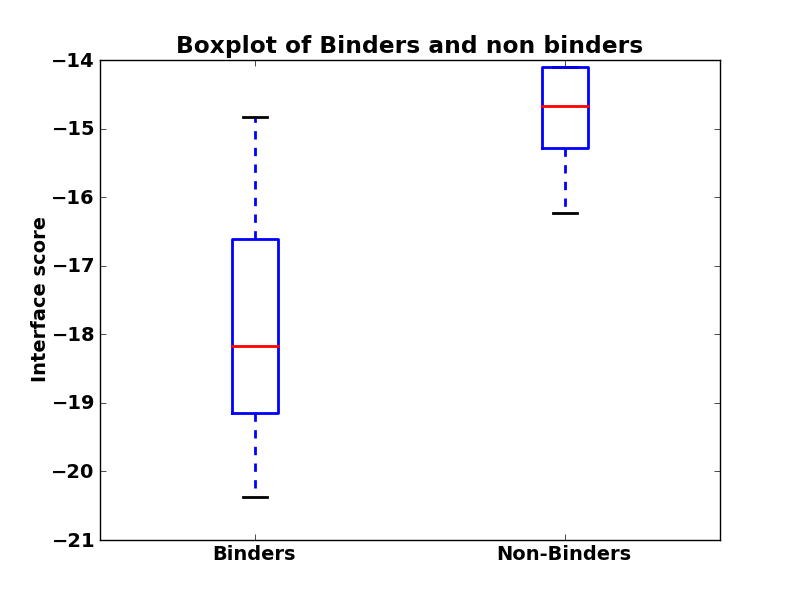 Boxplot of Binders and non binders
−14
−15
−16
−17
−18
−19
−20
−21
Interface score
Binders
Non-Binders